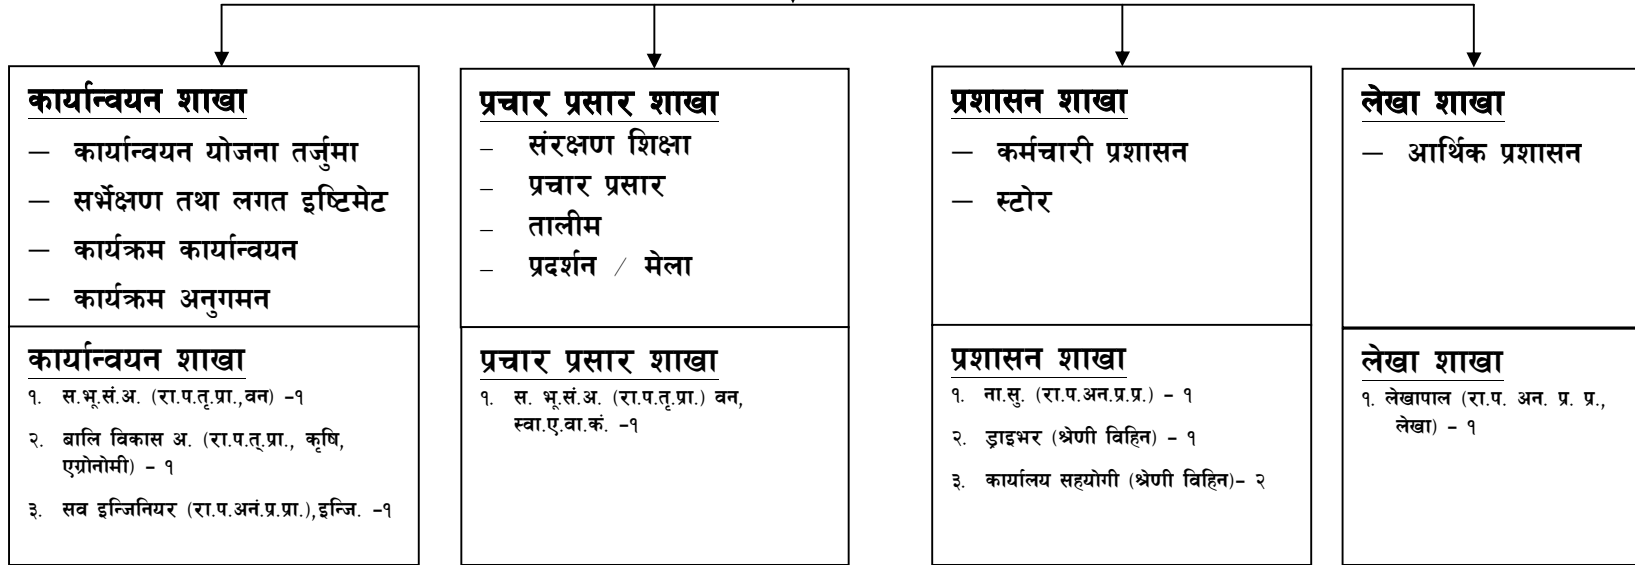 कार्यान्वयन शाखा
– कार्यान्वयन योजना तर्जुमा
– सर्भेक्षण तथा लगत इष्टिमेट
– कार्यक्रम कार्यान्वयन
– कार्यक्रम अनुगमन
प्रचार प्रसार शाखा
– संरक्षण शिक्षा
– प्रचार प्रसार
– तालीम
– प्रदर्शन / मेला
प्रशासन शाखा
– कर्मचारी प्रशासन
– स्टोर
लेखा शाखा
– आर्थिक प्रशासन
कार्यान्वयन शाखा
१. स.भू.सं.अ. (रा.प.तृ.प्रा.,वन) –१
२. बालि विकास अ. (रा.प.त्.प्रा., कृषि,
एग्रोनोमी) – १
३. सव इन्जिनियर (रा.प.अनं.प्र.प्रा.),इन्जि. –१
प्रचार प्रसार शाखा
१. स. भू.सं.अ. (रा.प.तृ.प्रा.) वन,
स्वा.ए.वा.कं. –१
प्रशासन शाखा
१. ना.सु. (रा.प.अन.प्र.प्र.) – १
२. ड्राइभर (श्रेणी विहिन) – १
३. कार्यालय सहयोगी (श्रेणी विहिन)– २
लेखा शाखा
१. लेखापाल (रा.प. अन. प्र. प्र.,
लेखा) – १